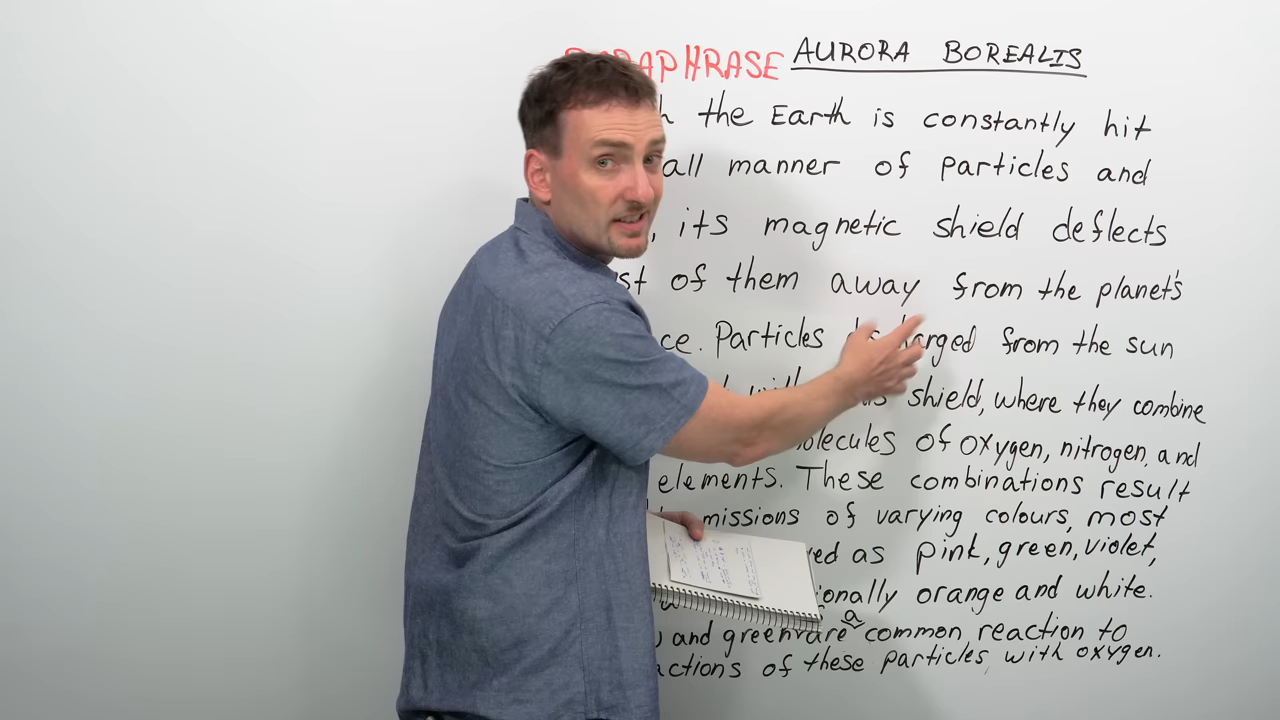 PARAPHRASE AURORA BOREALIS
the Earth is constantly hit
all manner of particles and
its magnetic shield deflects
of them away from the planet's
Particles from the sun
shield, where they combine
of oxygen, nitrogen, and
elements. These combinations result
of varying colours, most
as pink, green, violet,
orange and white.
and green are a common reaction to
of these particles with oxygen.